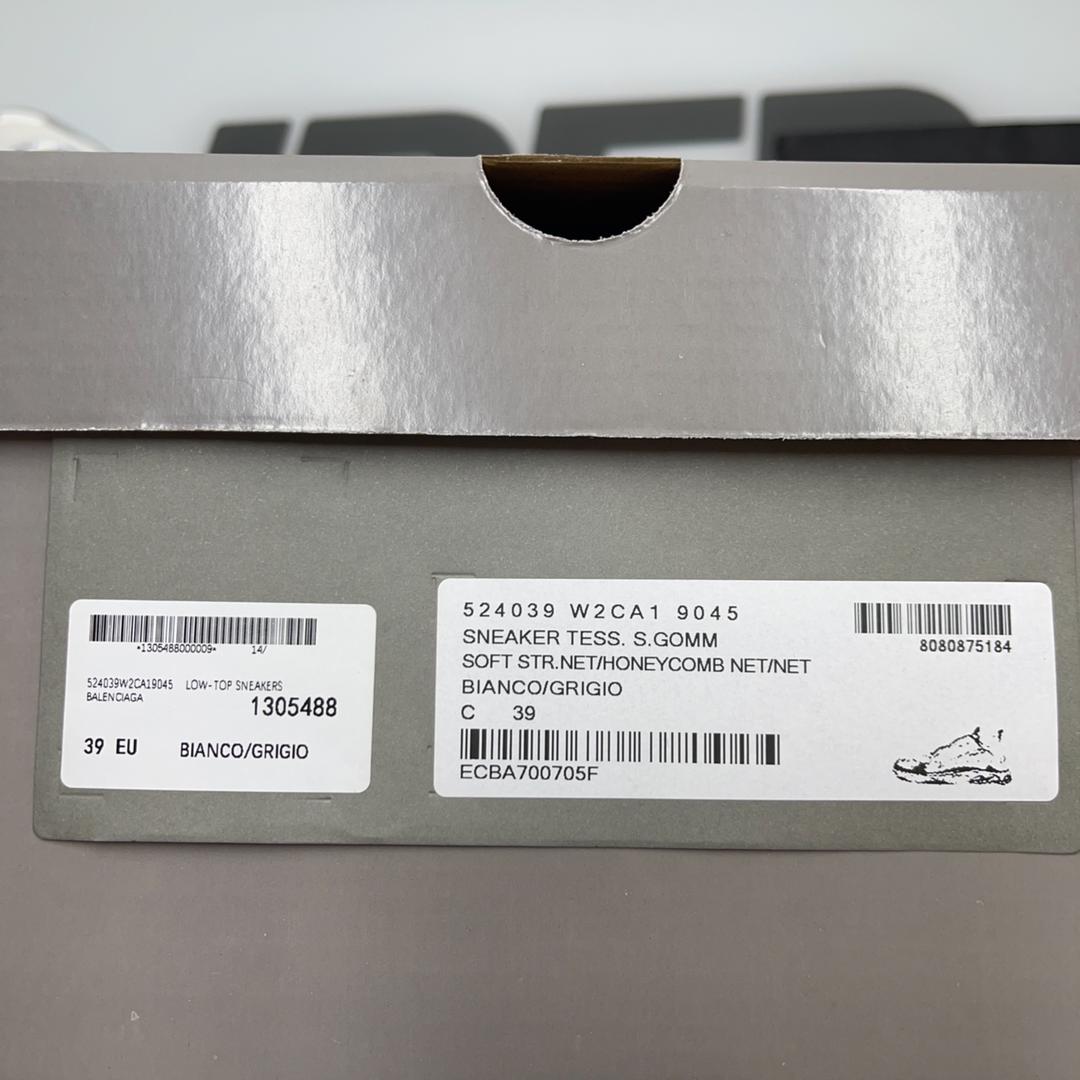 *1305488000009* 14/
524039W2CA19045 LOW-TOP SNEAKERS
BALENCIAGA
1305488
39 EU BIANCO/GRIGIO
524039 W2CA1 9045
SNEAKER TESS. S.GOMM
SOFT STR.NET/HONEYCOMB NET/NET
BIANCO/GRIGIO
C 39
ECBA700705F
8080875184